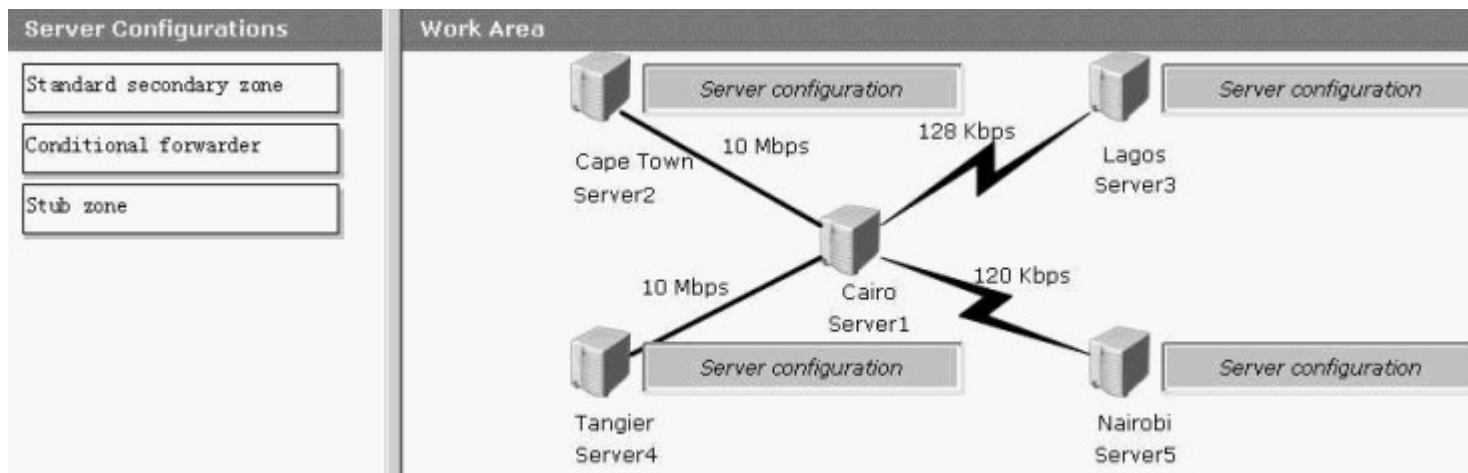 Server Configurations
Standard secondary zone
Conditional forwarder
Stub zone
Work Area
Server configuration
Server configuration
10 Mbps
128 Kbps
Cape Town
Server2
Lagos
Server3
10 Mbps
Cairo
Server1
120 Kbps
Server configuration
Server configuration
Tangier
Server4
Nairobi
Server5